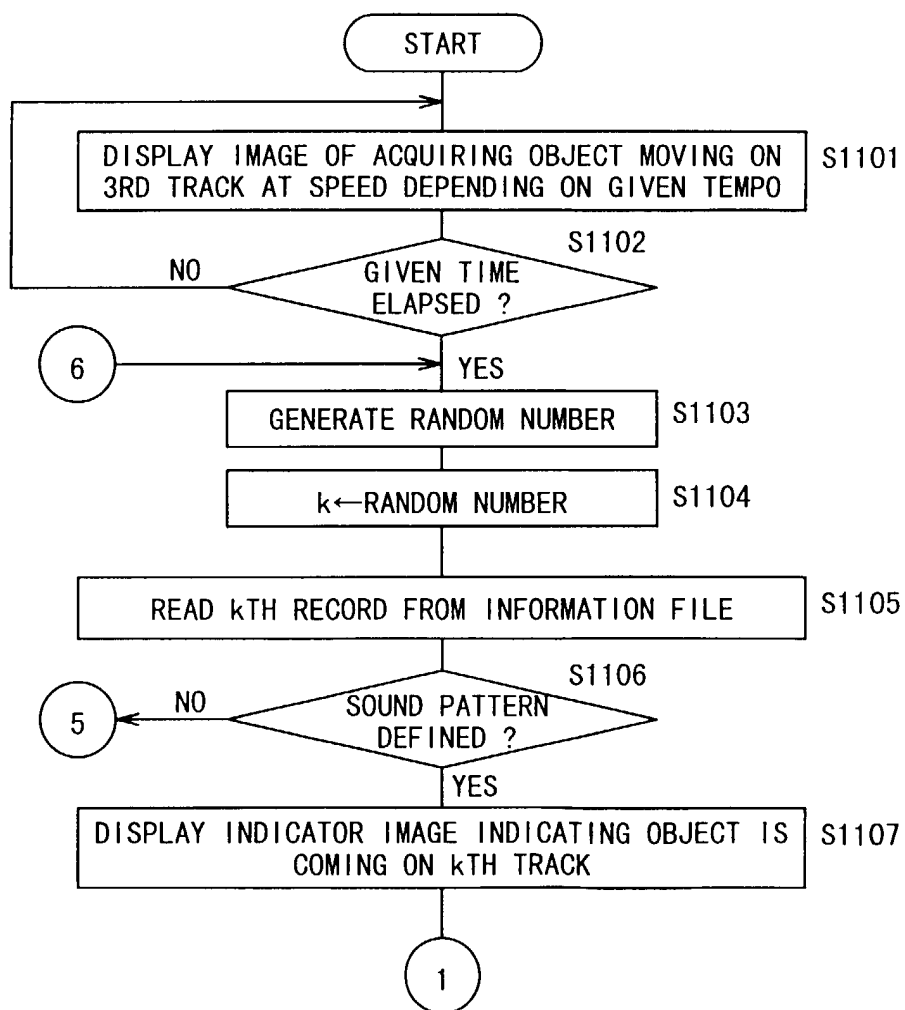 START
DISPLAY IMAGE OF ACQUIRING OBJECT MOVING ON
3RD TRACK AT SPEED DEPENDING ON GIVEN TEMPO
S1101
S1102
GIVEN TIME
ELAPSED ?
NO
6
YES
GENERATE RANDOM NUMBER
S1103
k←RANDOM NUMBER
S1104
READ kTH RECORD FROM INFORMATION FILE
S1105
S1106
SOUND PATTERN
DEFINED ?
NO
5
YES
DISPLAY INDICATOR IMAGE INDICATING OBJECT IS
COMING ON kTH TRACK
S1107
1